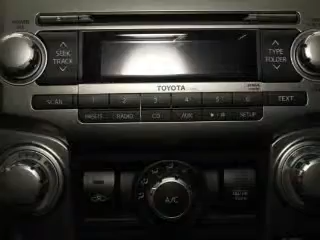 SEEK
TRACK
TYPE
FOLDER
TOYOTA
SCAN 1 2 3 4 5 6 TEXT
RADIO CD AUX SETUP
A/C